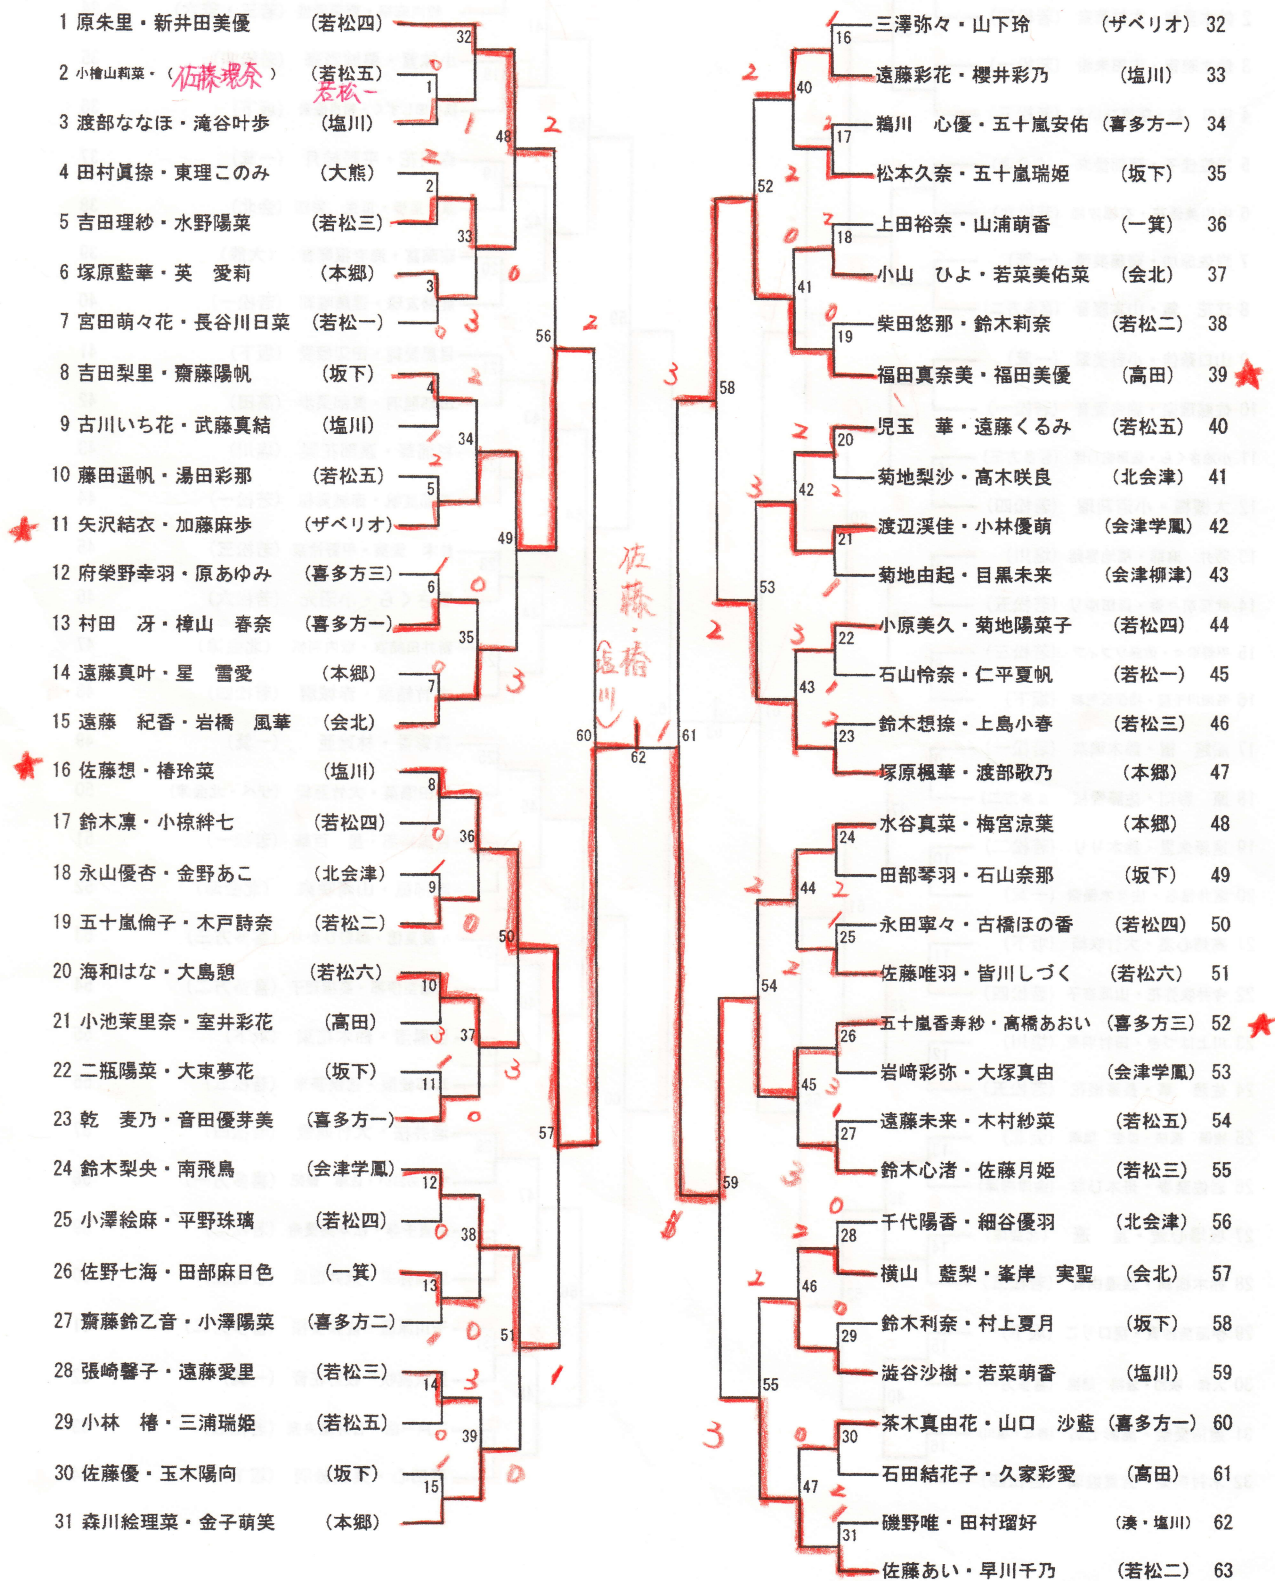 1 原朱里・新井田美優 (若松四)
2 小檜山莉菜・(佐藤環奈) (若松五)
若松一
3 渡部ななほ・滝谷叶歩 (塩川)
4 田村眞捺・東理このみ (大熊)
5 吉田理紗・水野陽菜 (若松三)
6 塚原藍華・英 愛莉 (本郷)
7 宮田萌々花・長谷川日菜 (若松一)
8 吉田梨里・齋藤陽帆 (坂下)
9 古川いち花・武藤真結 (塩川)
10 藤田遥帆・湯田彩那 (若松五)
11 矢沢結衣・加藤麻歩 (ザベリオ)
12 府榮野幸羽・原あゆみ (喜多方三)
13 村田 冴・樟山 春奈 (喜多方一)
14 遠藤真叶・星 雪愛 (本郷)
15 遠藤 紀香・岩橋 風華 (会北)
16 佐藤想・椿玲菜 (塩川)
17 鈴木凛・小椋絆七 (若松四)
18 永山優杏・金野あこ (北会津)
19 五十嵐倫子・木戸詩奈 (若松二)
20 海和はな・大島憩 (若松六)
21 小池茉里奈・室井彩花 (高田)
22 二瓶陽菜・大束夢花 (坂下)
23 乾 麦乃・音田優芽美 (喜多方一)
24 鈴木梨央・南飛鳥 (会津学鳳)
25 小澤絵麻・平野珠璃 (若松四)
26 佐野七海・田部麻日色 (一箕)
27 齋藤鈴乙音・小澤陽菜 (喜多方二)
28 張崎馨子・遠藤愛里 (若松三)
29 小林 椿・三浦瑞姫 (若松五)
30 佐藤優・玉木陽向 (坂下)
31 森川絵理菜・金子萌笑 (本郷)
佐藤・椿
(塩川)
三澤弥々・山下玲 (ザベリオ) 32
遠藤彩花・櫻井彩乃 (塩川) 33
鵜川 心優・五十嵐安佑 (喜多方一) 34
松本久奈・五十嵐瑞姫 (坂下) 35
上田裕奈・山浦萌香 (一箕) 36
小山 ひよ・若菜美佑菜 (会北) 37
柴田悠那・鈴木莉奈 (若松二) 38
福田真奈美・福田美優 (高田) 39
児玉 華・遠藤くるみ (若松五) 40
菊地梨沙・高木咲良 (北会津) 41
渡辺渓佳・小林優萌 (会津学鳳) 42
菊地由起・目黒未来 (会津柳津) 43
小原美久・菊地陽菜子 (若松四) 44
石山怜奈・仁平夏帆 (若松一) 45
鈴木想捺・上島小春 (若松三) 46
塚原楓華・渡部歌乃 (本郷) 47
水谷真菜・梅宮涼葉 (本郷) 48
田部琴羽・石山奈那 (坂下) 49
永田寧々・古橋ほの香 (若松四) 50
佐藤唯羽・皆川しづく (若松六) 51
五十嵐香寿紗・高橋あおい (喜多方三) 52
岩﨑彩弥・大塚真由 (会津学鳳) 53
遠藤未来・木村紗菜 (若松五) 54
鈴木心渚・佐藤月姫 (若松三) 55
千代陽香・細谷優羽 (北会津) 56
横山 藍梨・峯岸 実聖 (会北) 57
鈴木利奈・村上夏月 (坂下) 58
澁谷沙樹・若菜萌香 (塩川) 59
茶木真由花・山口 沙藍 (喜多方一) 60
石田結花子・久家彩愛 (高田) 61
磯野唯・田村瑠好 (湊・塩川) 62
佐藤あい・早川千乃 (若松二) 63